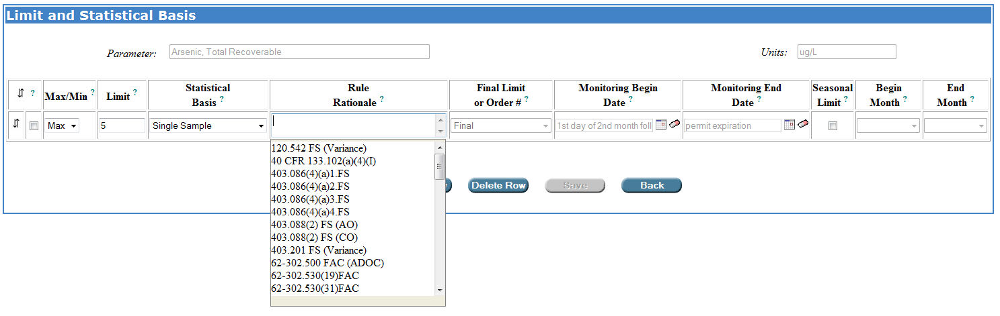 Limit and Statistical Basis
Parameter: Arsenic, Total Recoverable Units: ug/L
? Max/Min ? Limit ? Statistical Basis ? Rule Rationale ? Final Limit or Order # ? Monitoring Begin Date ? Monitoring End Date ? Seasonal Limit ? Begin Month ? End Month ?
Max 5 Single Sample Final 1st day of 2nd month foll permit expiration
120.542 FS (Variance)
40 CFR 133.102(a)(4)(I)
403.086(4)(a)1.FS
403.086(4)(a)2.FS
403.086(4)(a)3.FS
403.086(4)(a)4.FS
403.088(2) FS (AO)
403.088(2) FS (CO)
403.201 FS (Variance)
62-302.500 FAC (ADOC)
62-302.530(19)FAC
62-302.530(31)FAC
Delete Row Save Back